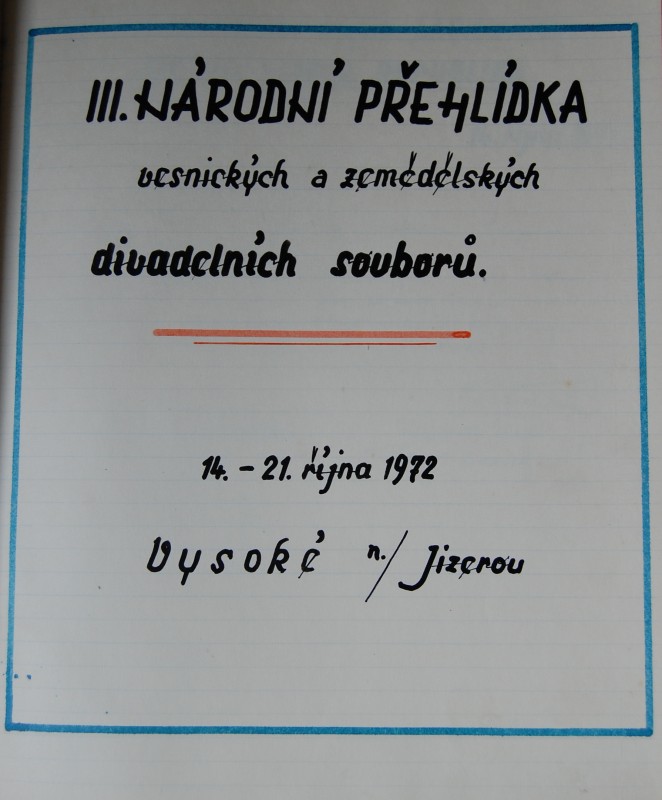 III. NÁRODNÍ PŘEHLÍDKA
vesnických a zemědělských
divadelních souborů.
14. - 21. října 1972
Vysoké n./ Jizerou